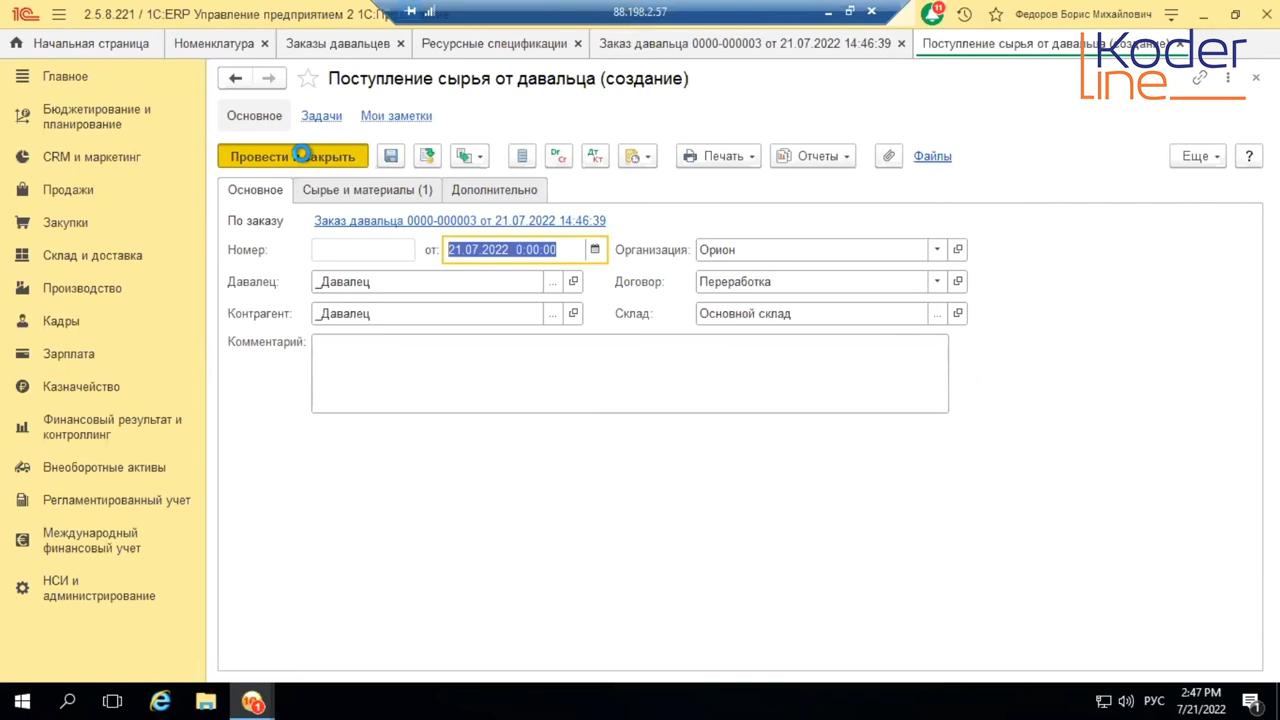 2.5.8.221 / 1С:ERP Управление предприятием 2 1С:Пр
88.198.2.57
11
Федоров Борис Михайлович
Начальная страница
Номенклатура ×
Заказы давальцев ×
Ресурсные спецификации ×
Заказ давальца 0000-000003 от 21.07.2022 14:46:39 ×
Поступление сырья от давальца (создание) ×
Koder
line
Главное
Бюджетирование и
планирование
CRM и маркетинг
Продажи
Закупки
Склад и доставка
Производство
Кадры
Зарплата
Казначейство
Финансовый результат и
контроллинг
Внеоборотные активы
Регламентированный учет
Международный
финансовый учет
НСИ и
администрирование
Поступление сырья от давальца (создание)
Основное
Задачи
Мои заметки
Провести и закрыть
Печать
Отчеты
Файлы
Еще
?
Основное
Сырье и материалы (1)
Дополнительно
По заказу
Заказ давальца 0000-000003 от 21.07.2022 14:46:39
Номер:
от:
21.07.2022 0:00:00
Организация:
Орион
Давалец:
_Давалец
Договор:
Переработка
Контрагент:
_Давалец
Склад:
Основной склад
Комментарий:
РУС
2:47 PM
7/21/2022